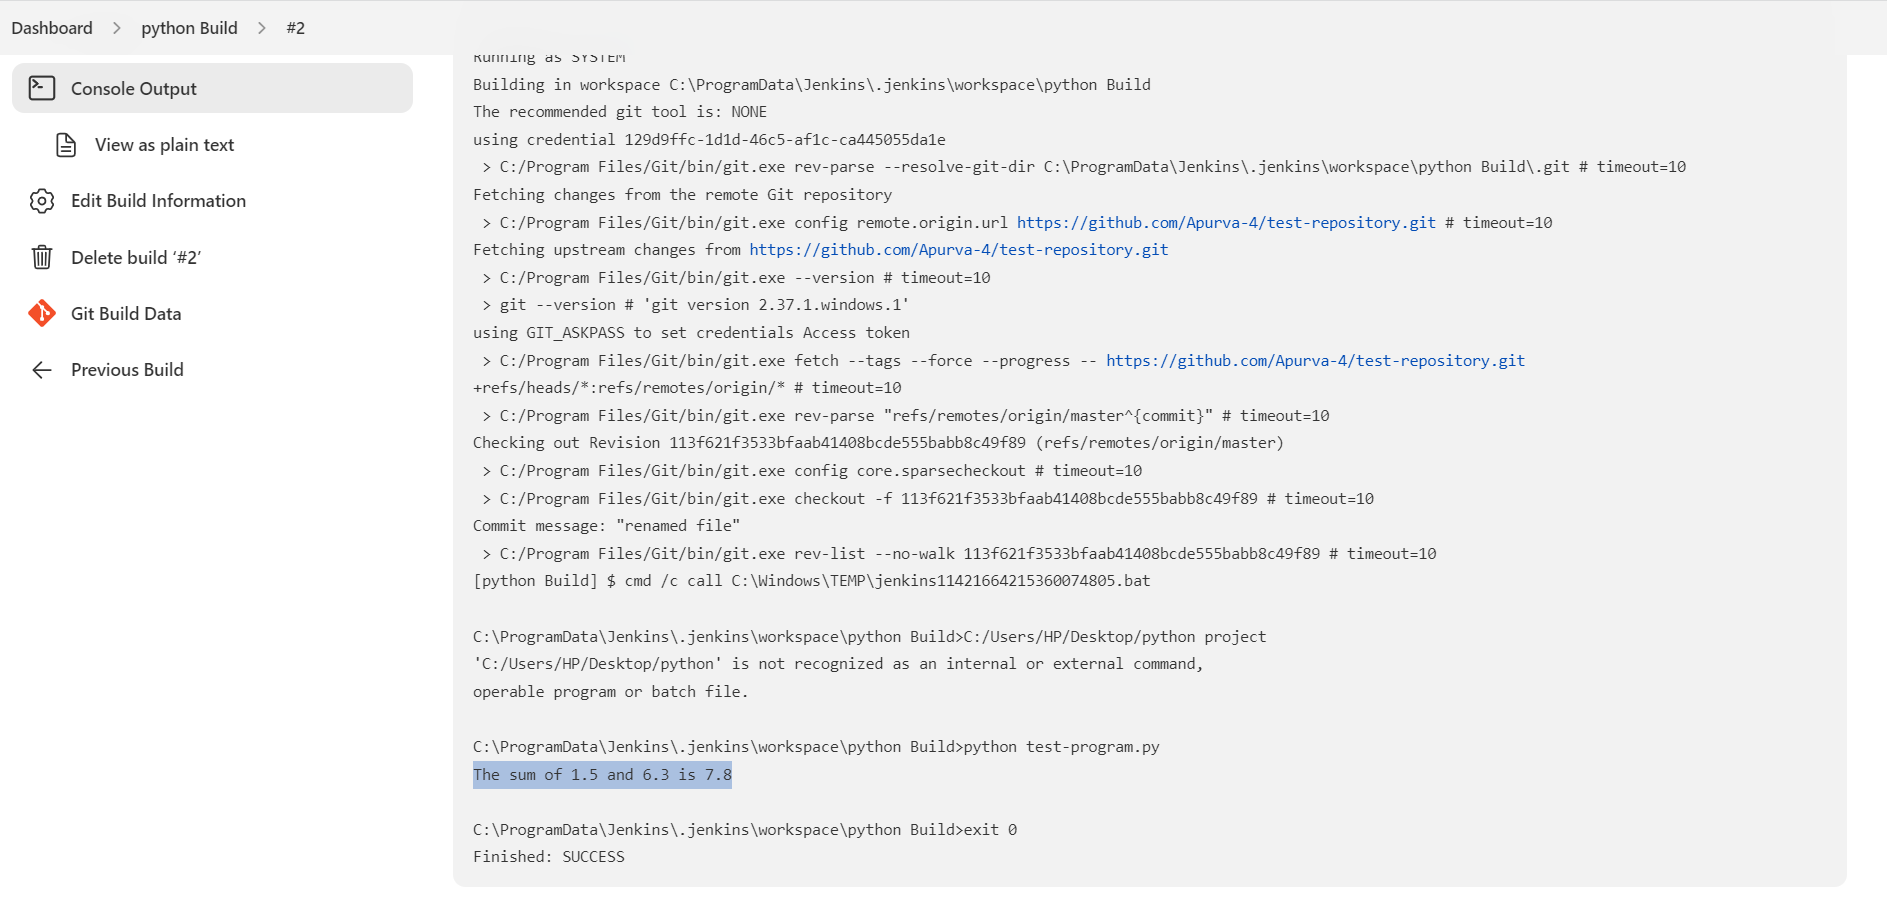 Dashboard > python Build > #2
Console Output
View as plain text
Edit Build Information
Delete build ‘#2’
Git Build Data
Previous Build
Running as SYSTEM
Building in workspace C:\ProgramData\Jenkins\.jenkins\workspace\python Build
The recommended git tool is: NONE
using credential 129d9ffc-1d1d-46c5-af1c-ca445055da1e
 > C:/Program Files/Git/bin/git.exe rev-parse --resolve-git-dir C:\ProgramData\Jenkins\.jenkins\workspace\python Build\.git # timeout=10
Fetching changes from the remote Git repository
 > C:/Program Files/Git/bin/git.exe config remote.origin.url https://github.com/Apurva-4/test-repository.git # timeout=10
Fetching upstream changes from https://github.com/Apurva-4/test-repository.git
 > C:/Program Files/Git/bin/git.exe --version # timeout=10
 > git --version # 'git version 2.37.1.windows.1'
using GIT_ASKPASS to set credentials Access token
 > C:/Program Files/Git/bin/git.exe fetch --tags --force --progress -- https://github.com/Apurva-4/test-repository.git
+refs/heads/*:refs/remotes/origin/* # timeout=10
 > C:/Program Files/Git/bin/git.exe rev-parse "refs/remotes/origin/master^{commit}" # timeout=10
Checking out Revision 113f621f3533bfaab41408bcde555babb8c49f89 (refs/remotes/origin/master)
 > C:/Program Files/Git/bin/git.exe config core.sparsecheckout # timeout=10
 > C:/Program Files/Git/bin/git.exe checkout -f 113f621f3533bfaab41408bcde555babb8c49f89 # timeout=10
Commit message: "renamed file"
 > C:/Program Files/Git/bin/git.exe rev-list --no-walk 113f621f3533bfaab41408bcde555babb8c49f89 # timeout=10
[python Build] $ cmd /c call C:\Windows\TEMP\jenkins11421664215360074805.bat
C:\ProgramData\Jenkins\.jenkins\workspace\python Build>C:/Users/HP/Desktop/python project
'C:/Users/HP/Desktop/python' is not recognized as an internal or external command,
operable program or batch file.
C:\ProgramData\Jenkins\.jenkins\workspace\python Build>python test-program.py
The sum of 1.5 and 6.3 is 7.8
C:\ProgramData\Jenkins\.jenkins\workspace\python Build>exit 0
Finished: SUCCESS